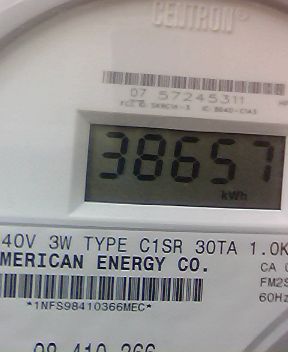 CENTRON®
07 57245311
38657
kWh
40V 3W TYPE C1SR 30TA 1.0K
MERICAN ENERGY CO.
CA 0
FM2S
60Hz
*1NFS98410366MEC*